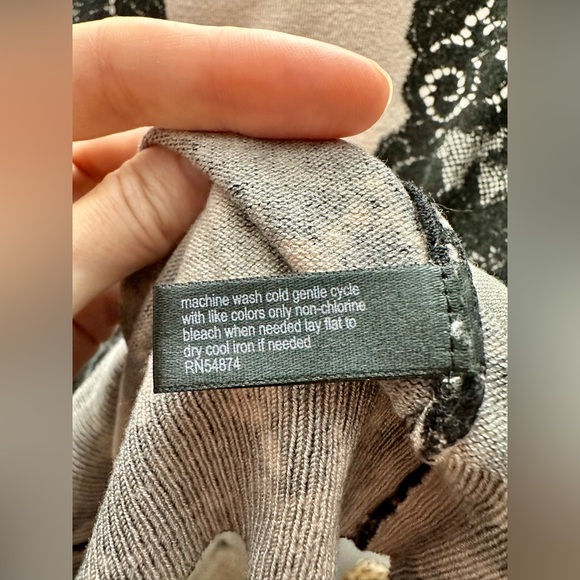 machine wash cold gentle cycle
with like colors only non-chlorine
bleach when needed lay flat to
dry cool iron if needed
RN54874